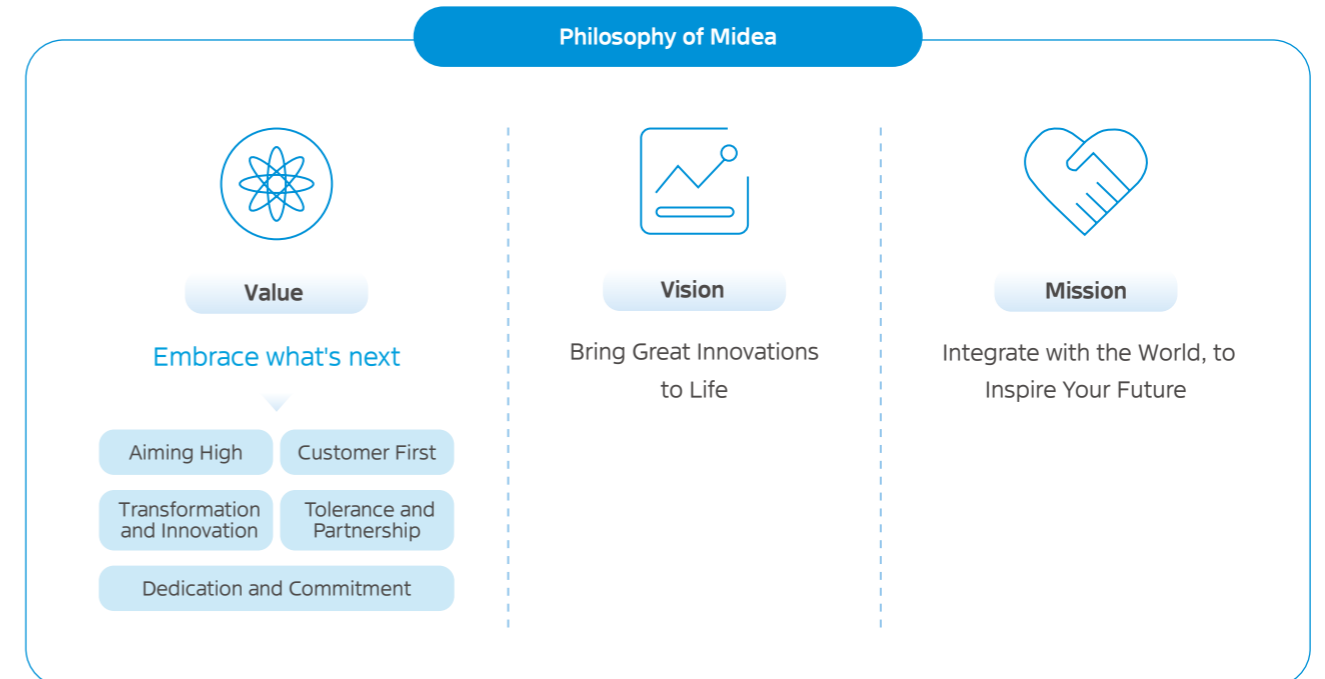 Philosophy of Midea
Value
Embrace what's next
Aiming High
Customer First
Transformation
and Innovation
Tolerance and
Partnership
Dedication and Commitment
Vision
Bring Great Innovations
to Life
Mission
Integrate with the World, to
Inspire Your Future